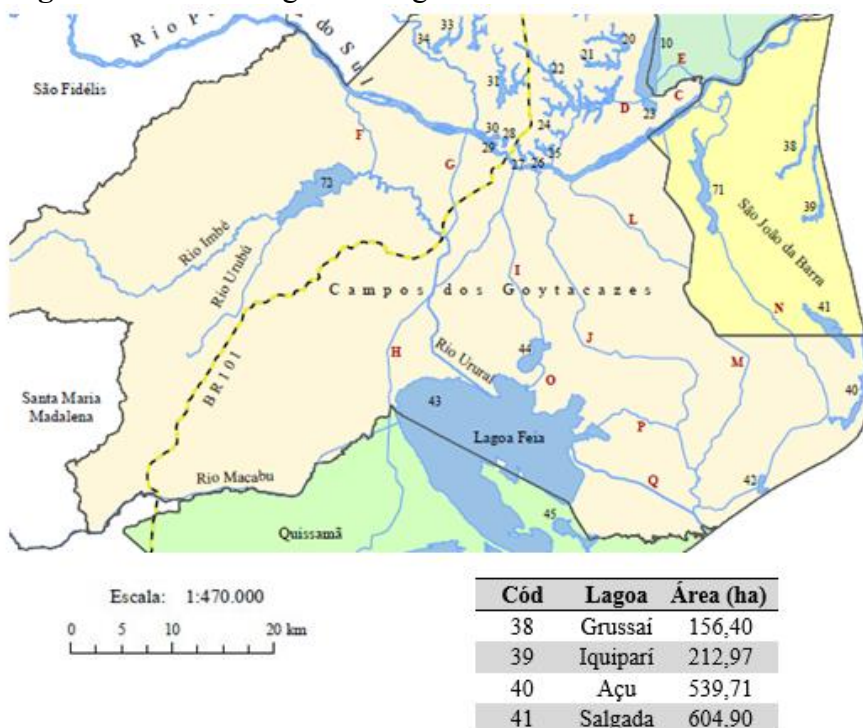 Rio P
do Sul
São Fidélis
33
34
31
22
21
20
10
E
D
C
23
24
30
28
29
27
26
25
F
G
38
39
72
71
L
São João da Barra
Rio Imbé
Rio Urubú
I
Campos dos Goytacazes
N
41
BR101
H
Rio Ururaí
44
J
M
O
40
Santa Maria
Madalena
43
Lagoa Feia
P
Q
42
Rio Macabu
Quissamã
45
Escala: 1:470.000
0 5 10 20 km
Cód Lagoa Área (ha)
38 Grussaí 156,40
39 Iquiparí 212,97
40 Açu 539,71
41 Salgada 604,90